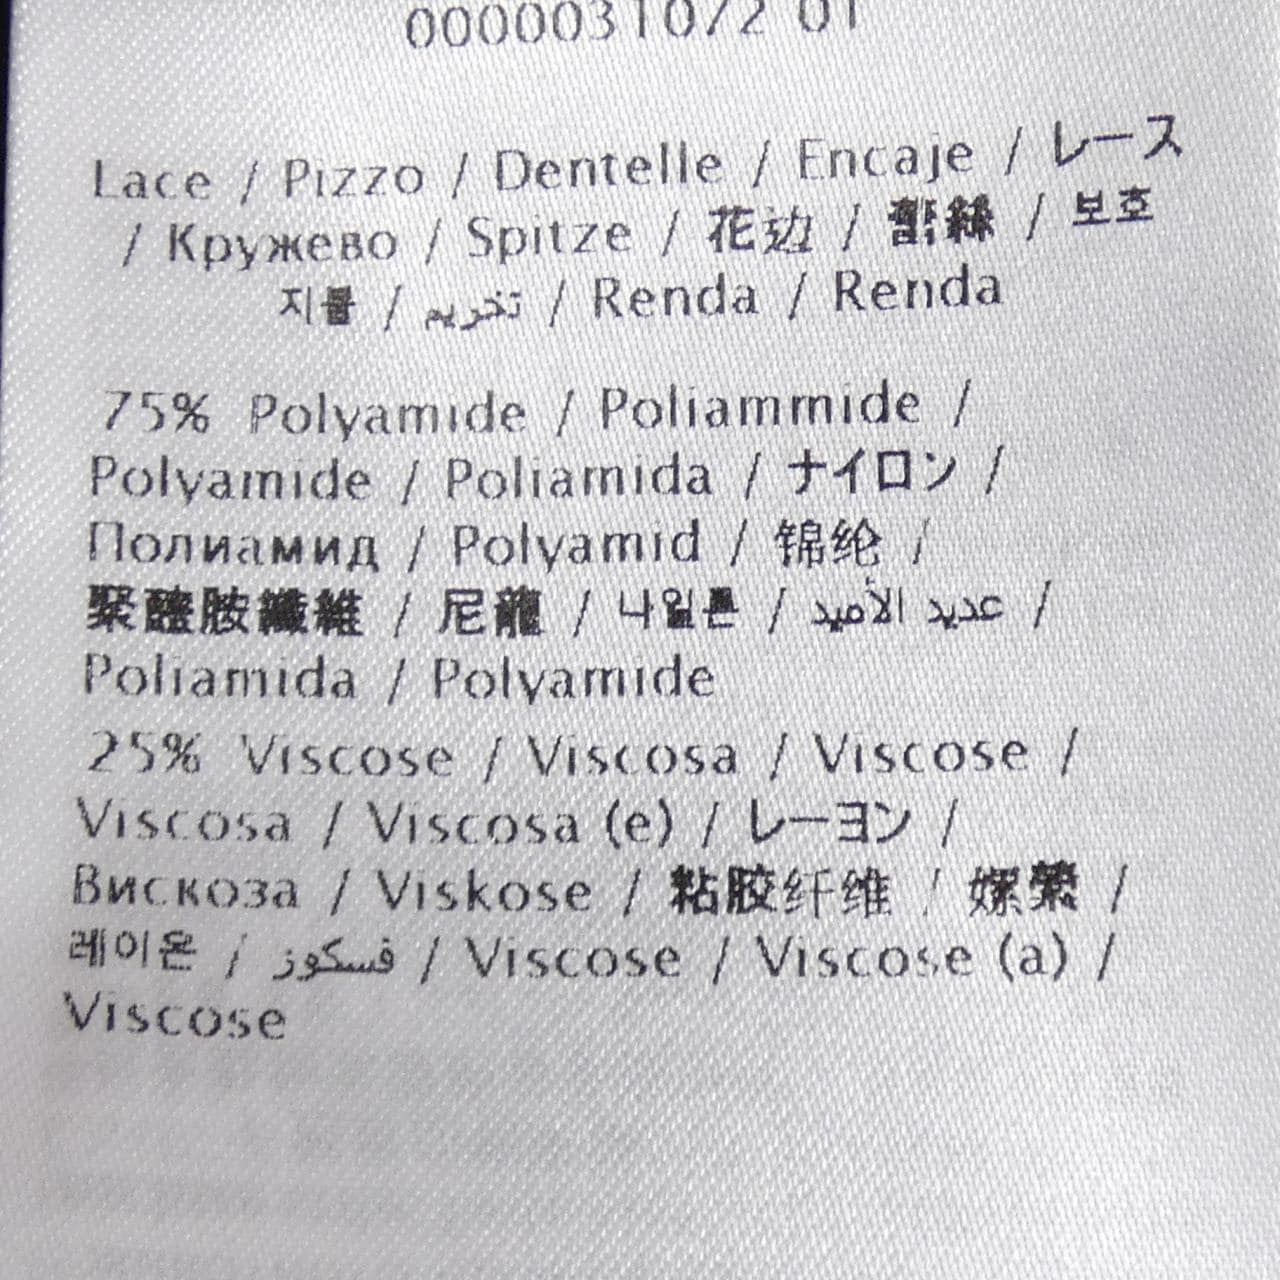 0000031072 01
Lace / Pizzo / Dentelle / Encaje / レース
/ Кружево / Spitze / 花边 / 蕾絲 / 보호
지물 / تخريم / Renda / Renda
75% Polyamide / Poliammide /
Polyamide / Poliamida / ナイロン /
Полиамид / Polyamid / 锦纶 /
聚醯胺纖維 / 尼龍 / 나일론 / عديد الأميد /
Poliamida / Polyamide
25% Viscose / Viscosa / Viscose /
Viscosa / Viscosa (e) / レーヨン /
Вискоза / Viskose / 粘胶纤维 / 嫘縈 /
레이온 / فسكوز / Viscose / Viscose (a) /
Viscose